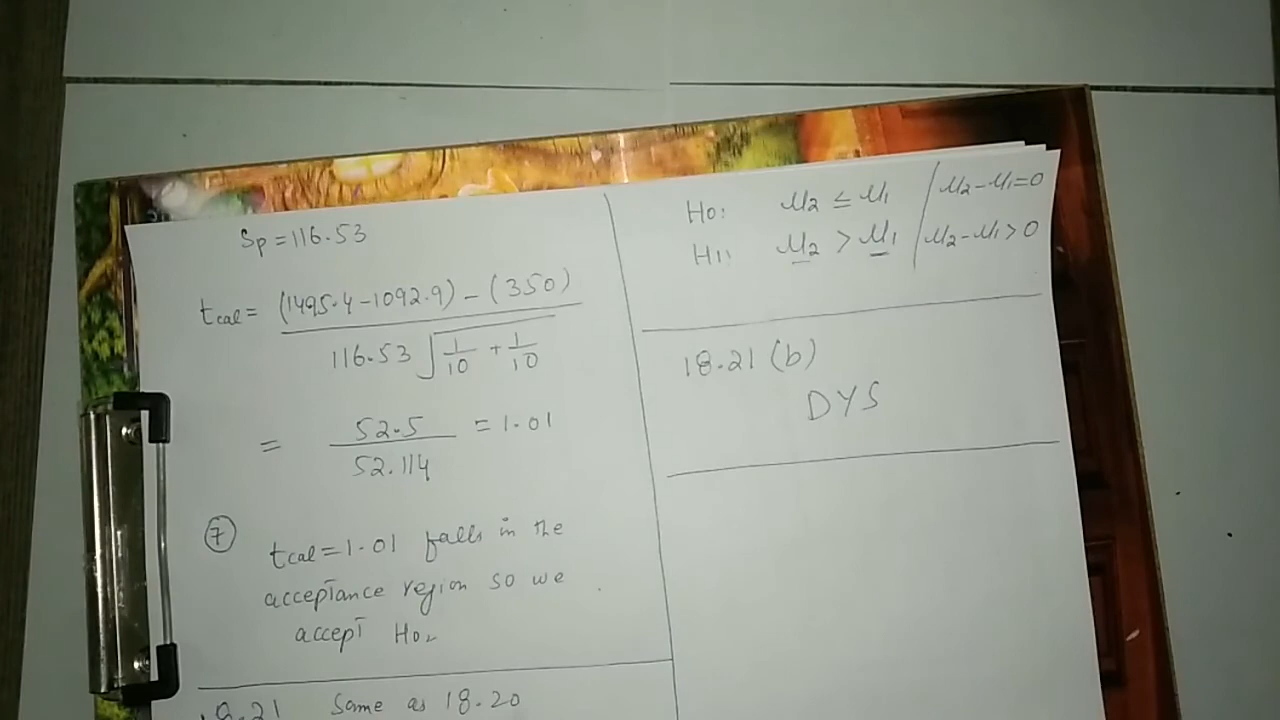 Sp = 116.53
tcal = (1495.4 - 1092.9) - (350)
116.53 √ 1/10 + 1/10
= 52.5 / 52.114 = 1.01
7
tcal = 1.01 falls in the
acceptance region so we
accept Ho.
18.21 Same as 18.20
Ho: μ2 ≤ μ1 / μ2 - μ1 = 0
H1: μ2 > μ1 / μ2 - μ1 > 0
18.21 (b)
DYS